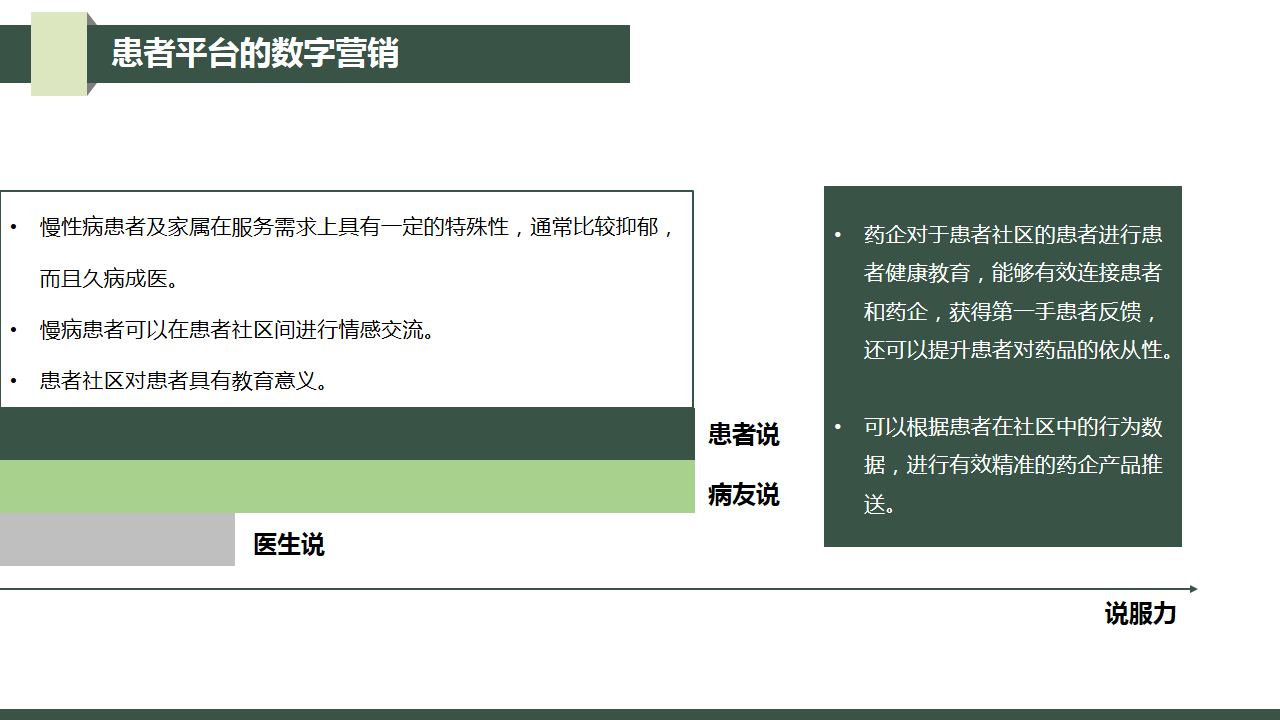 患者平台的数字营销
• 慢性病患者及家属在服务需求上具有一定的特殊性，通常比较抑郁，
而且久病成医。
• 慢病患者可以在患者社区间进行情感交流。
• 患者社区对患者具有教育意义。
患者说
病友说
医生说
• 药企对于患者社区的患者进行患
者健康教育，能够有效连接患者
和药企，获得第一手患者反馈，
还可以提升患者对药品的依从性。
• 可以根据患者在社区中的行为数
据，进行有效精准的药企产品推
送。
说服力